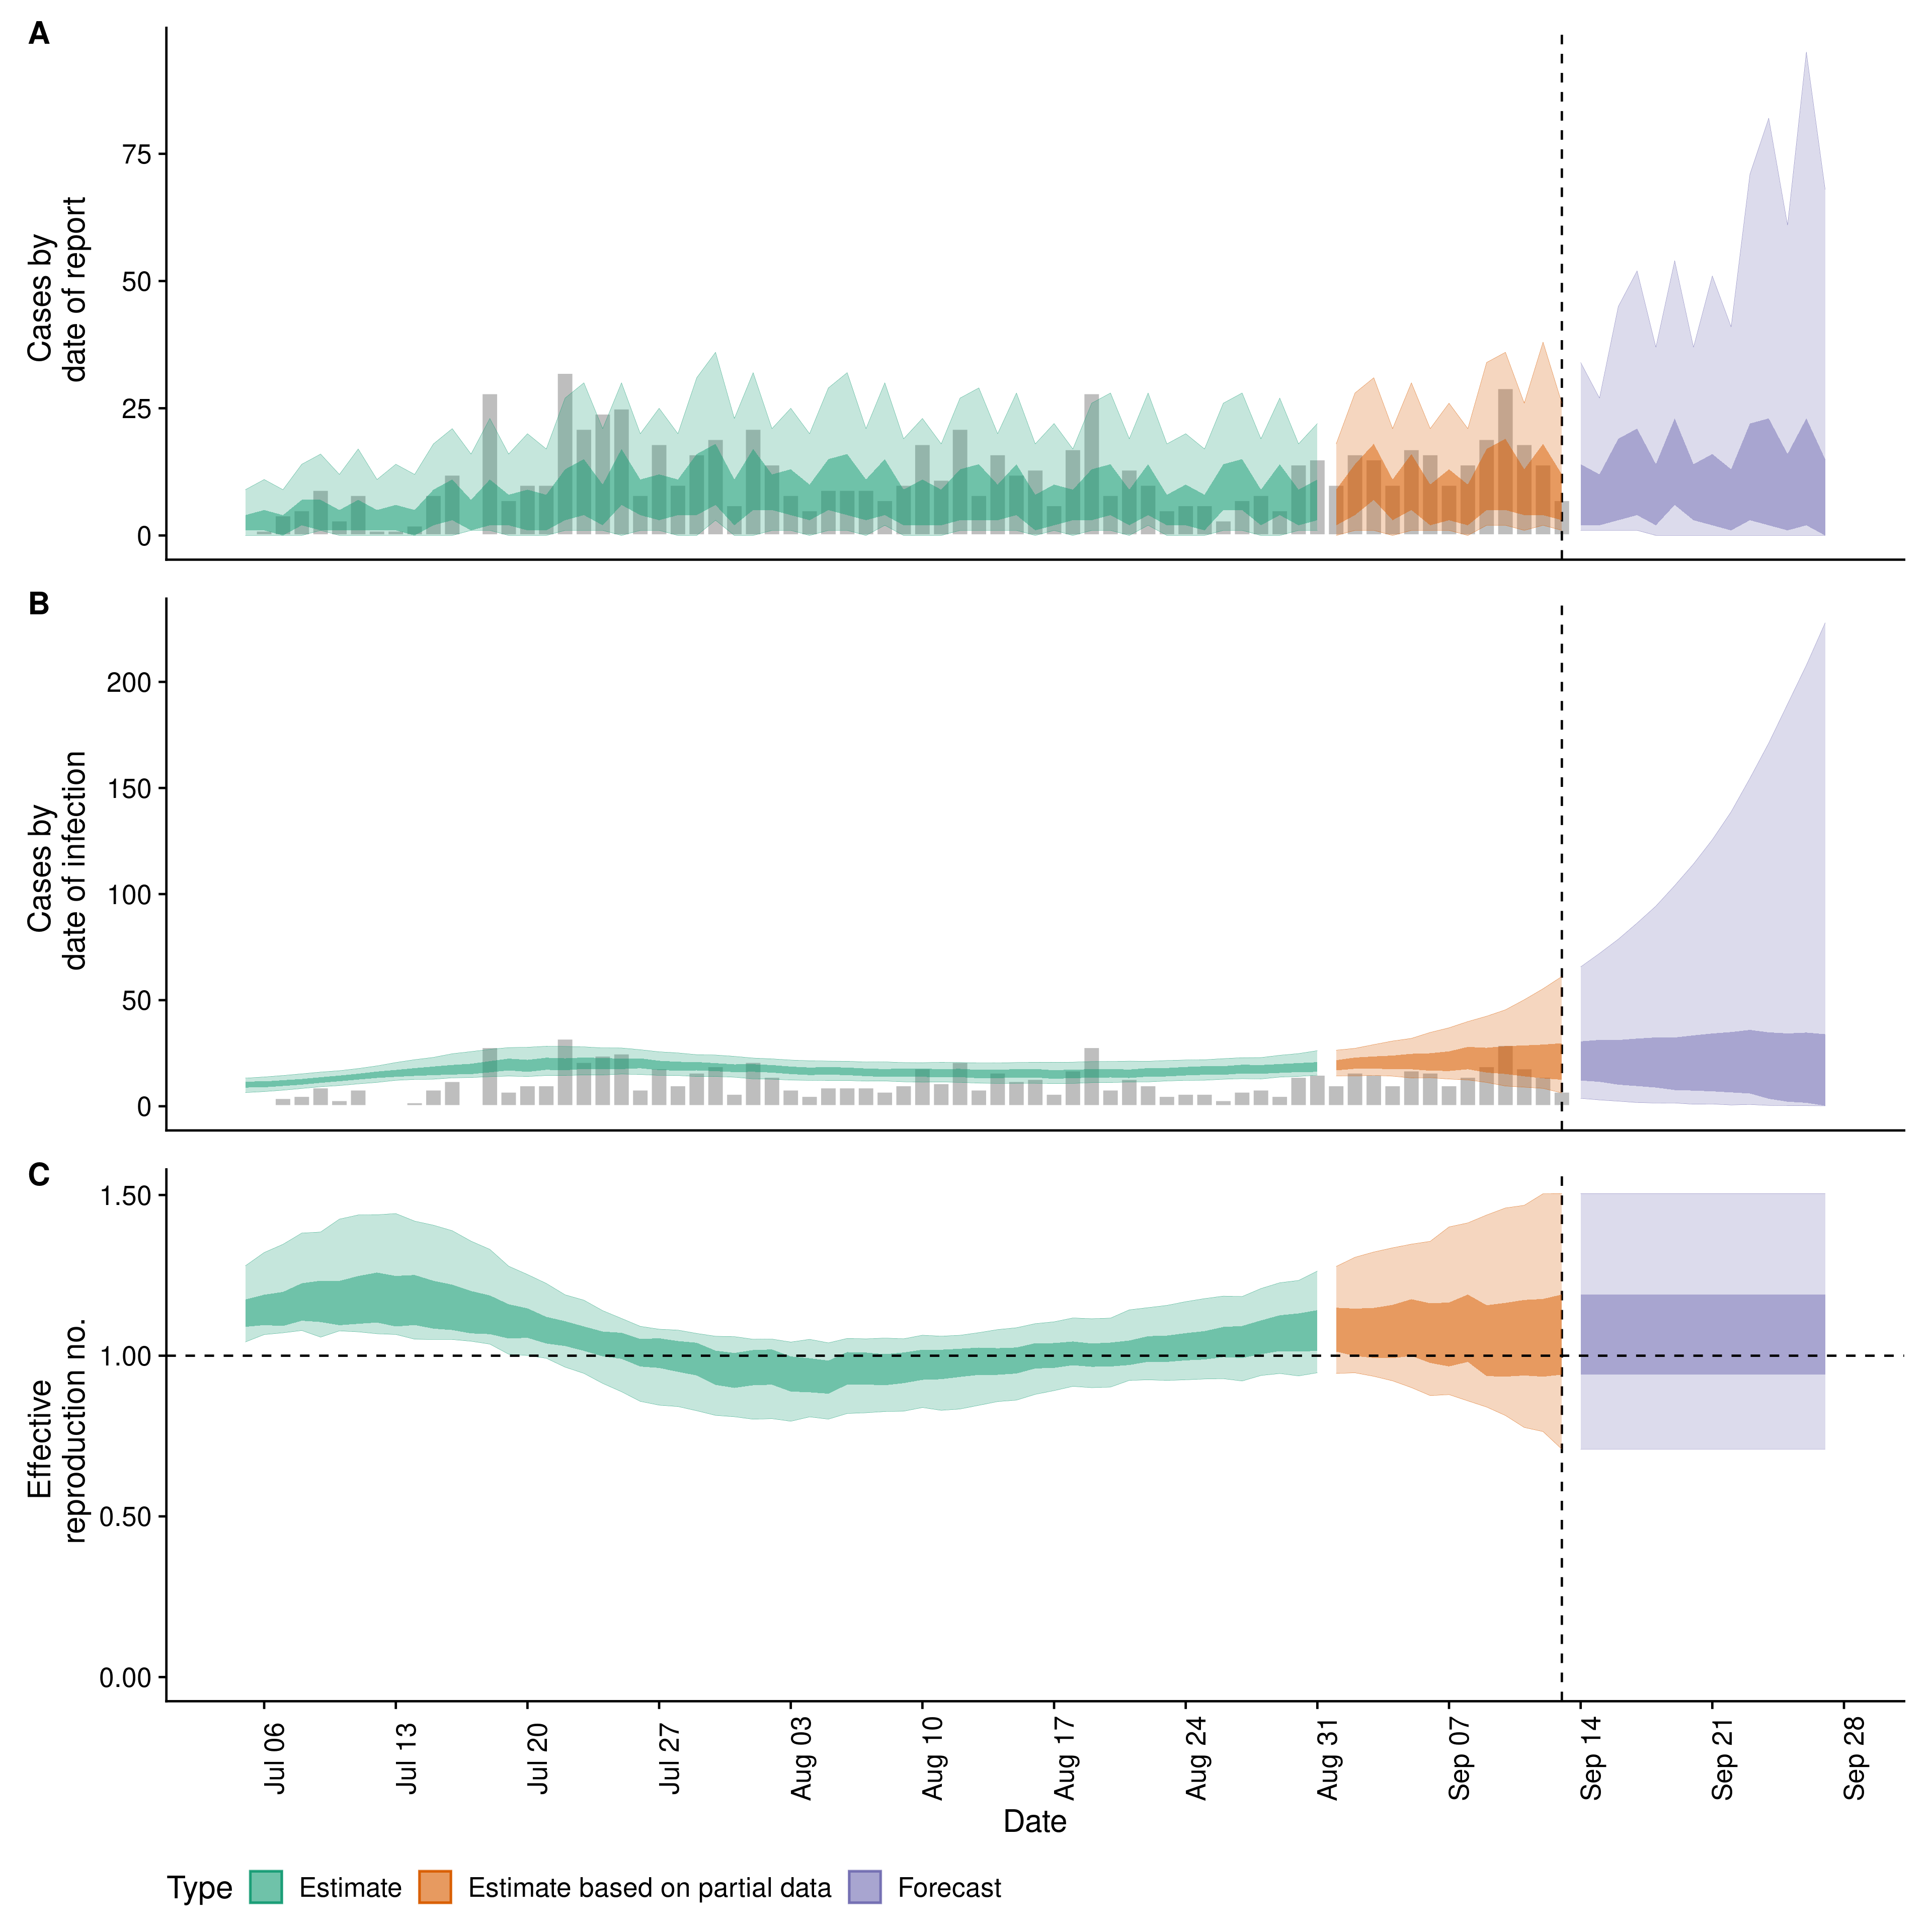 A
75
50
25
0
Cases by
date of report
B
200
150
100
50
0
Cases by
date of infection
C
1.50
1.00
0.50
0.00
Effective
reproduction no.
Jul 06
Jul 13
Jul 20
Jul 27
Aug 03
Aug 10
Aug 17
Aug 24
Aug 31
Sep 07
Sep 14
Sep 21
Sep 28
Date
Type Estimate Estimate based on partial data Forecast